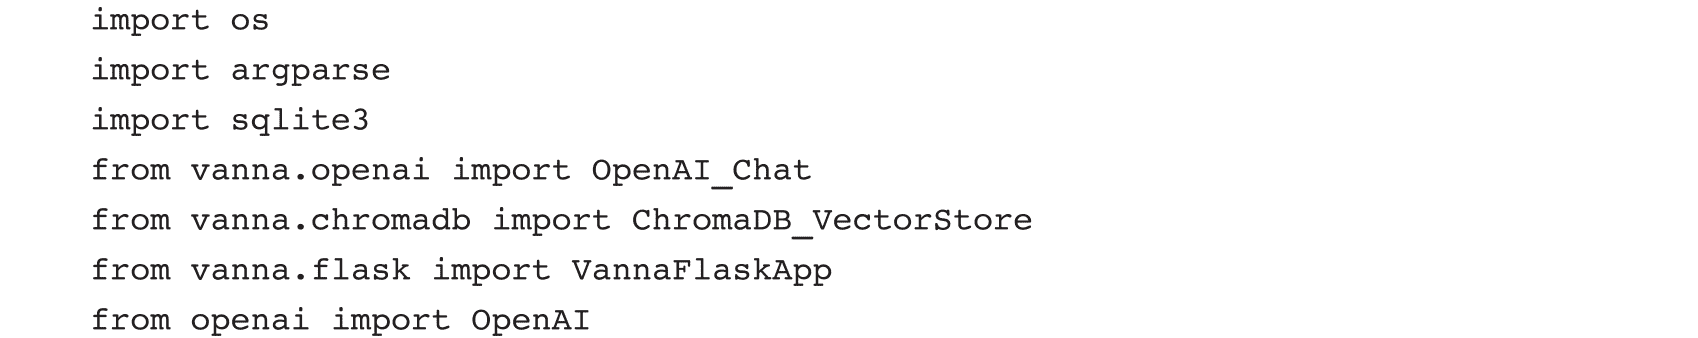 import os
import argparse
import sqlite3
from vanna.openai import OpenAI_Chat
from vanna.chromadb import ChromaDB_VectorStore
from vanna.flask import VannaFlaskApp
from openai import OpenAI